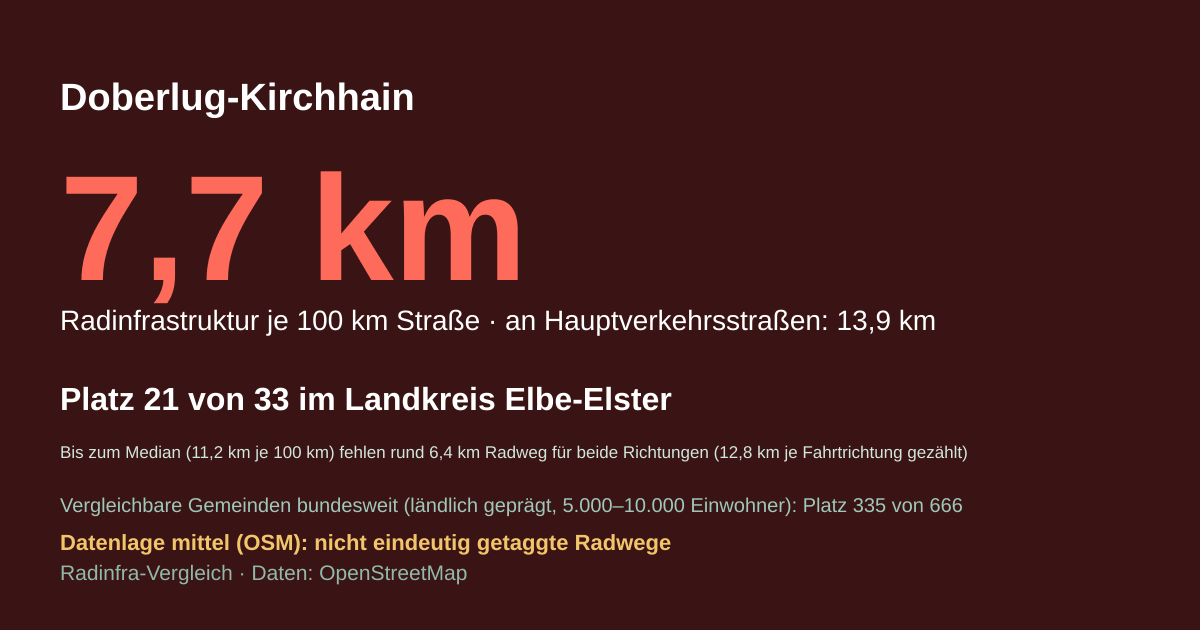 Doberlug-Kirchhain
7,7 km
Radinfrastruktur je 100 km Straße · an Hauptverkehrsstraßen: 13,9 km
Platz 21 von 33 im Landkreis Elbe-Elster
Bis zum Median (11,2 km je 100 km) fehlen rund 6,4 km Radweg für beide Richtungen (12,8 km je Fahrtrichtung gezählt)
Vergleichbare Gemeinden bundesweit (ländlich geprägt, 5.000–10.000 Einwohner): Platz 335 von 666
Datenlage mittel (OSM): nicht eindeutig getaggte Radwege
Radinfra-Vergleich · Daten: OpenStreetMap